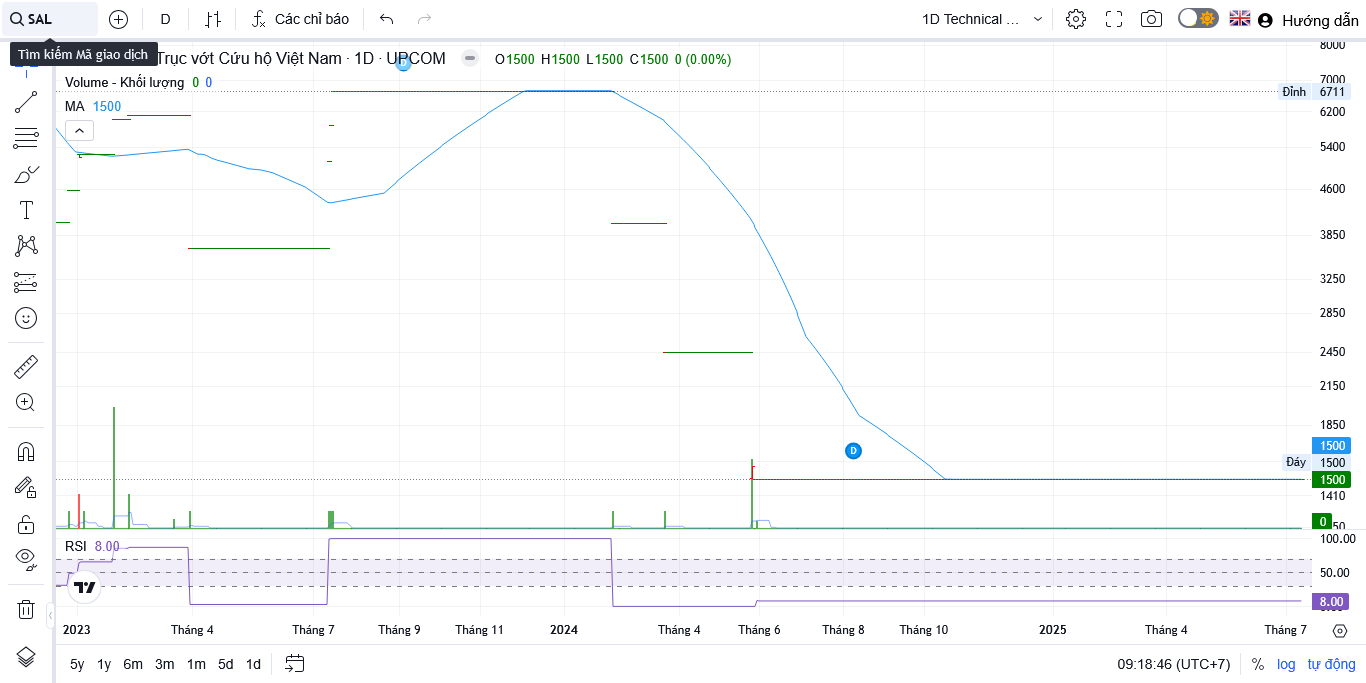 SAL
D
Các chỉ báo
1D Technical ...
Hướng dẫn
Tìm kiếm Mã giao dịch
Trục vớt Cứu hộ Việt Nam · 1D · UPCOM
O1500 H1500 L1500 C1500 0 (0.00%)
Volume - Khối lượng 0 0
MA 1500
8000
7000
Đỉnh 6711
6200
5400
4600
3850
3250
2850
2450
2150
1850
1500
Đáy 1500
1500
1410
0
D
RSI 8.00
100.00
50.00
8.00
2023 Tháng 4 Tháng 7 Tháng 9 Tháng 11 2024 Tháng 4 Tháng 6 Tháng 8 Tháng 10 2025 Tháng 4 Tháng 7
5y 1y 6m 3m 1m 5d 1d
09:18:46 (UTC+7) % log tự động